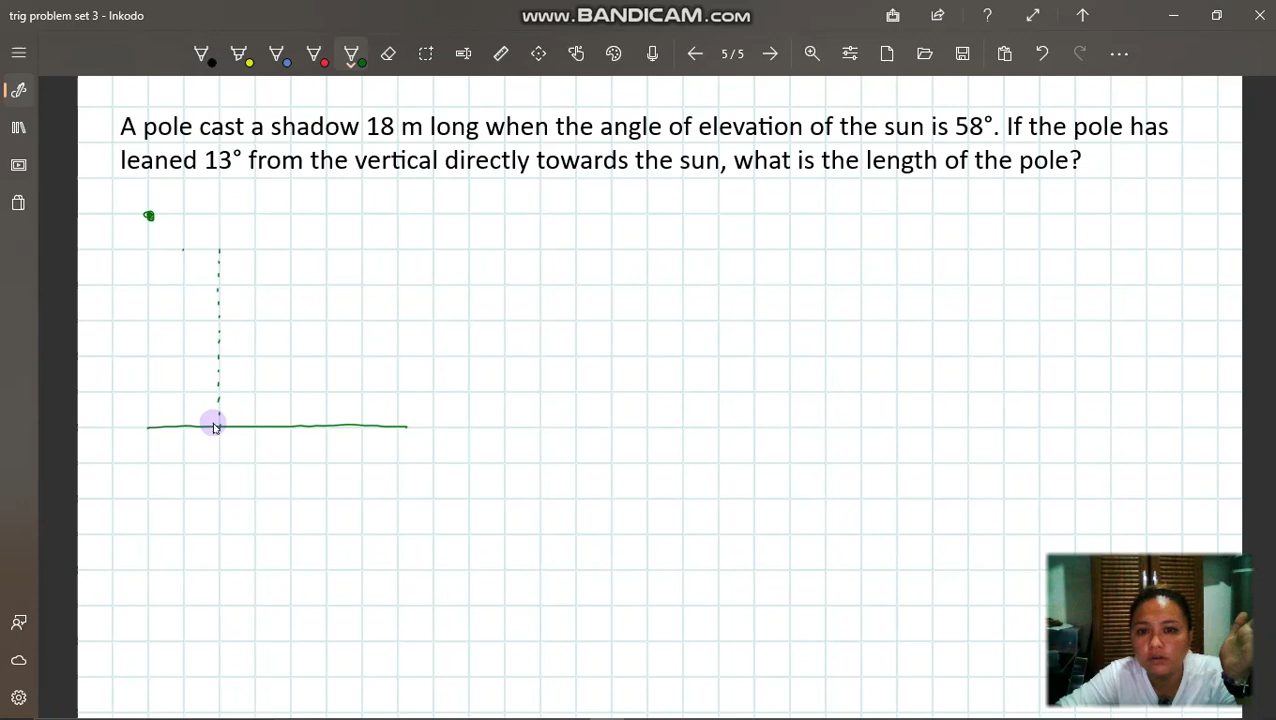 trig problem set 3 - Inkodo
www.BANDICAM.com
5 / 5
A pole cast a shadow 18 m long when the angle of elevation of the sun is 58°. If the pole has
leaned 13° from the vertical directly towards the sun, what is the length of the pole?